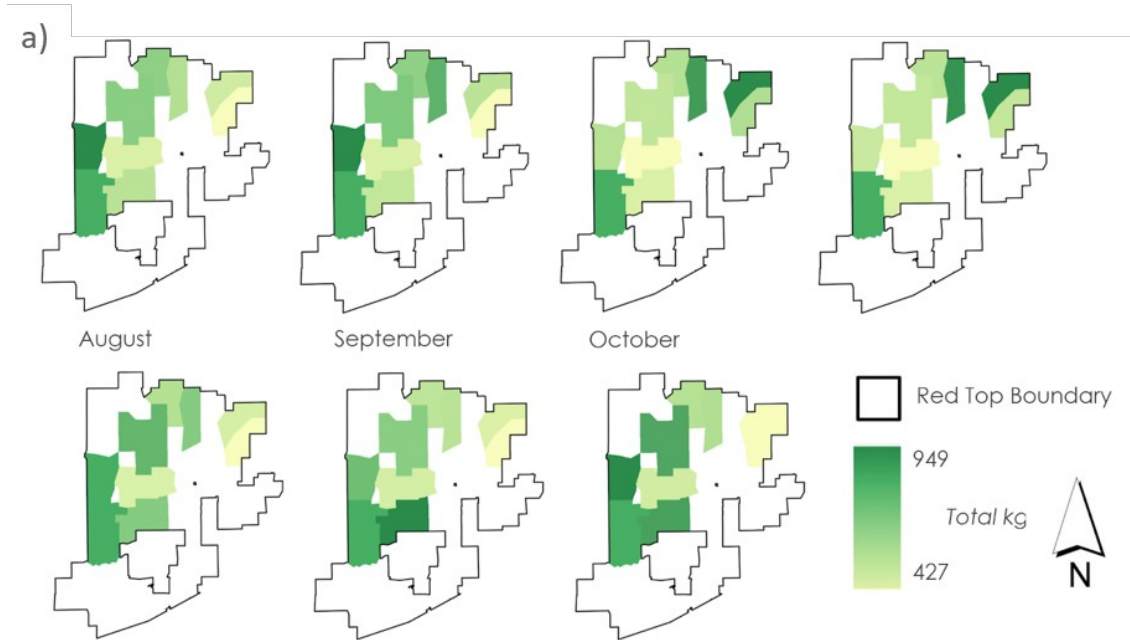 a)
August
September
October
Red Top Boundary
949
Total kg
427
N